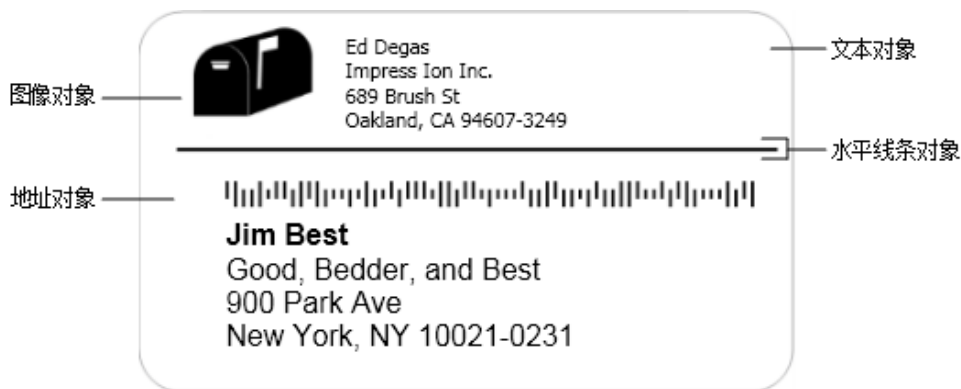 Ed Degas
Impress Ion Inc.
689 Brush St
Oakland, CA 94607-3249
文本对象
图像对象
水平线条对象
地址对象
Jim Best
Good, Bedder, and Best
900 Park Ave
New York, NY 10021-0231